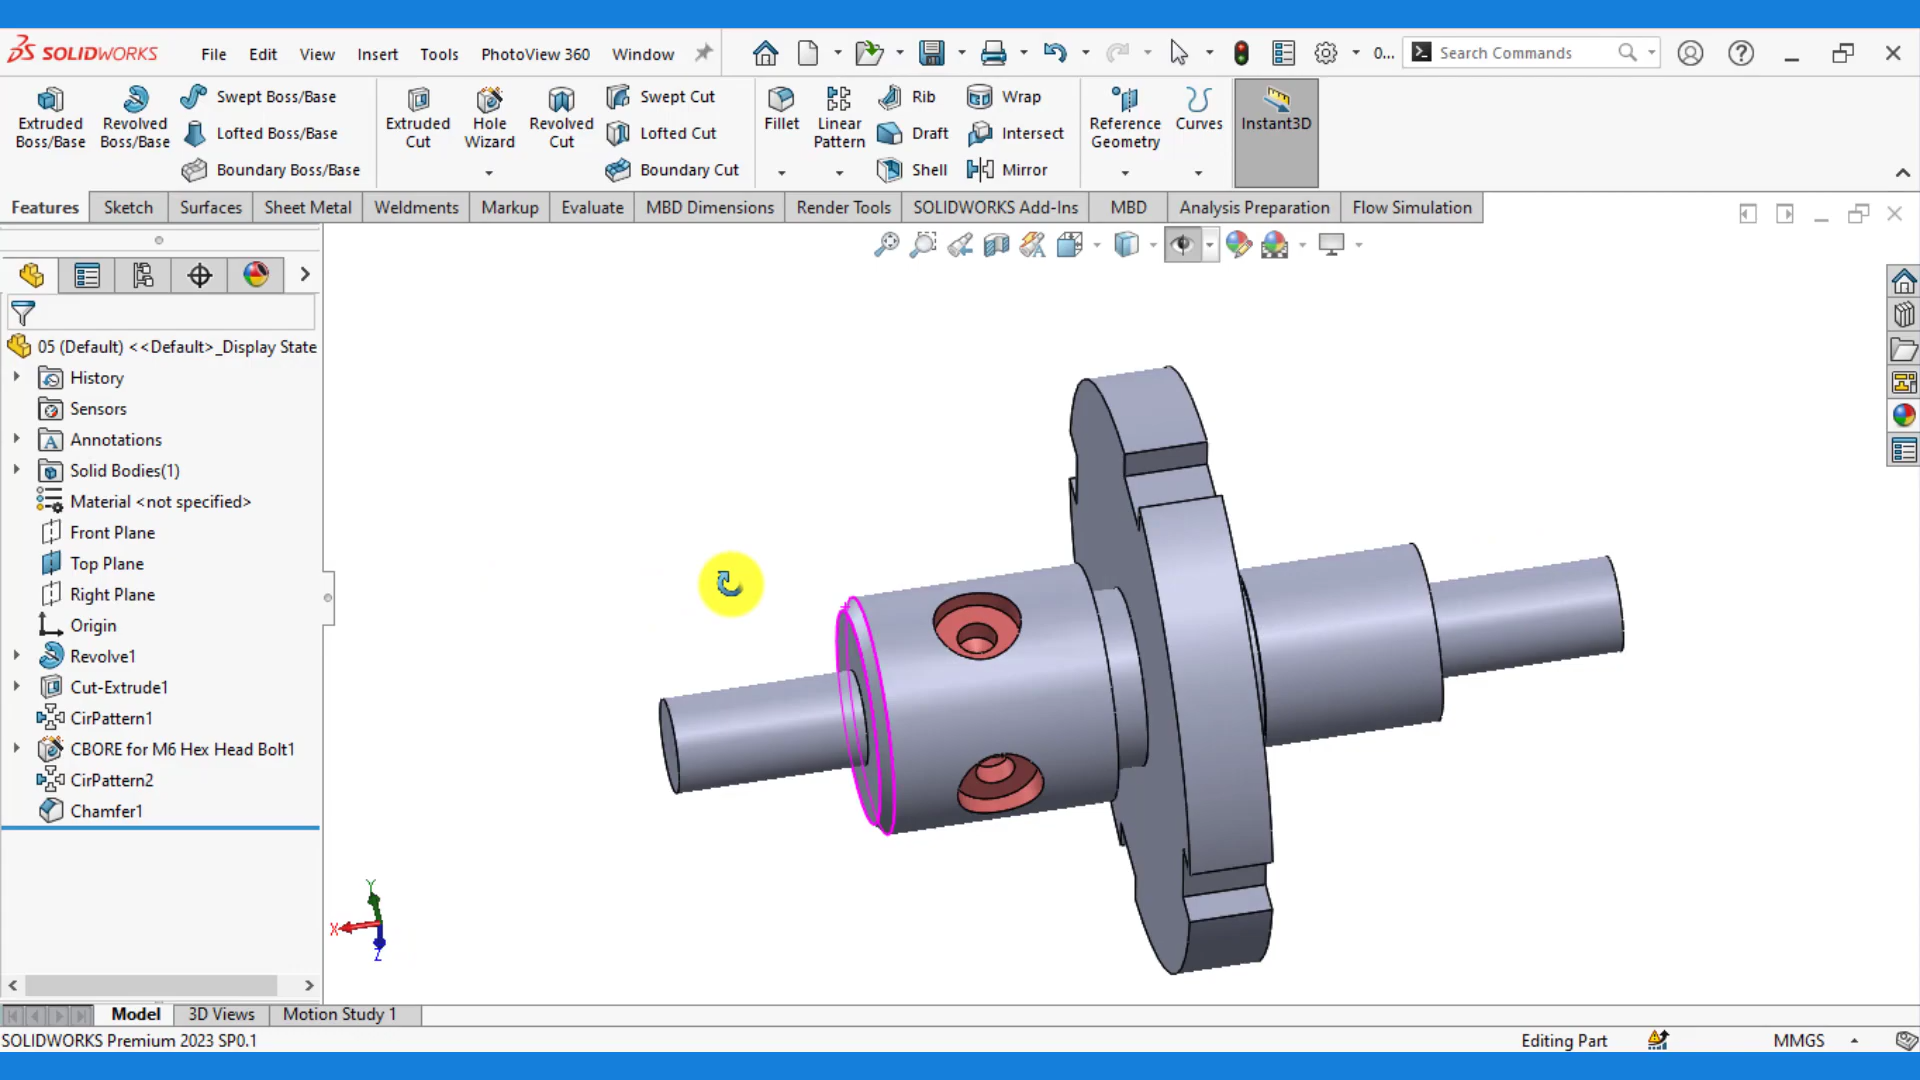 SOLIDWORKS
File Edit View Insert Tools PhotoView 360 Window
0...
Search Commands
Extruded Boss/Base
Revolved Boss/Base
Swept Boss/Base
Lofted Boss/Base
Boundary Boss/Base
Extruded Cut
Hole Wizard
Revolved Cut
Swept Cut
Lofted Cut
Boundary Cut
Fillet
Linear Pattern
Rib
Draft
Shell
Wrap
Intersect
Mirror
Reference Geometry
Curves
Instant3D
Features Sketch Surfaces Sheet Metal Weldments Markup Evaluate MBD Dimensions Render Tools SOLIDWORKS Add-Ins MBD Analysis Preparation Flow Simulation
05 (Default) <<Default>_Display State
History
Sensors
Annotations
Solid Bodies(1)
Material <not specified>
Front Plane
Top Plane
Right Plane
Origin
Revolve1
Cut-Extrude1
CirPattern1
CBORE for M6 Hex Head Bolt1
CirPattern2
Chamfer1
Y
X
Z
Model 3D Views Motion Study 1
SOLIDWORKS Premium 2023 SP0.1
Editing Part
MMGS